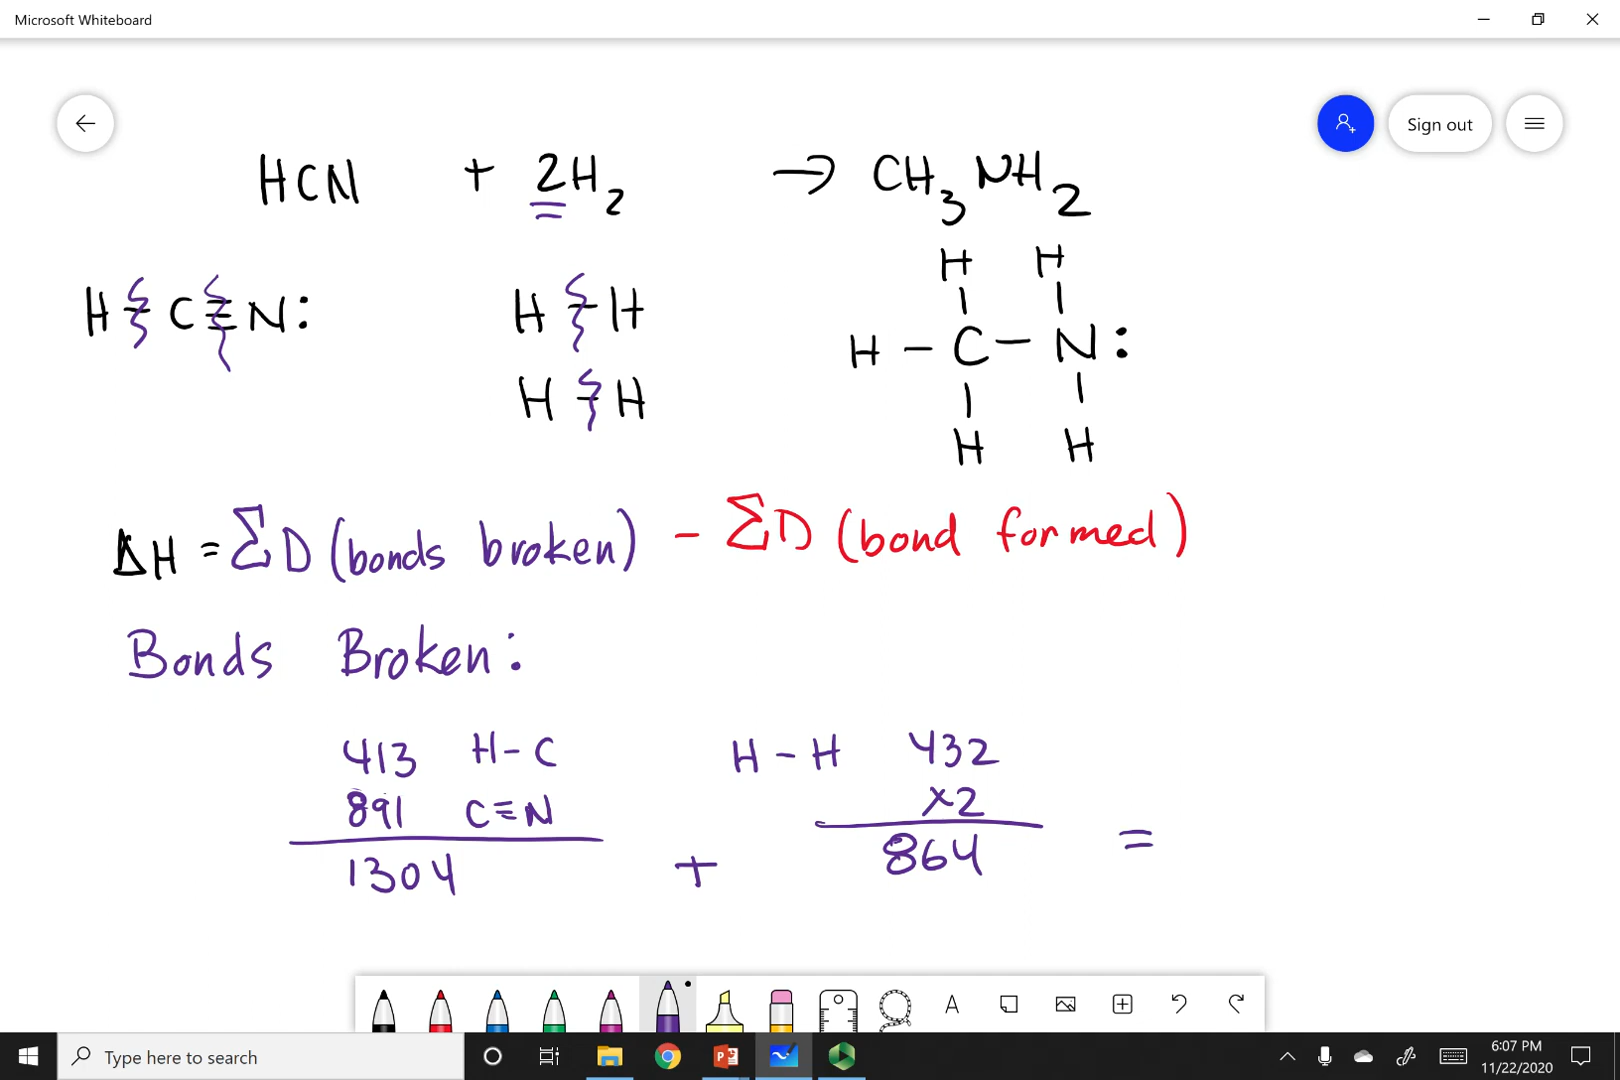 Microsoft Whiteboard
Sign out
HCN + 2H₂ → CH₃NH₂
H H
H - C ≡ N: H - H H - C - N:
H - H
H H
ΔH = ΣD (bonds broken) - ΣD (bond formed)
Bonds Broken:
413 H - C H - H 432
891 C≡N x2
1304 + 864 =
A
Type here to search
6:07 PM
11/22/2020